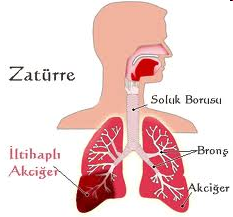 Zatürre
Soluk Borusu
İltihaplı
Akciğer
Bronş
Akciğer